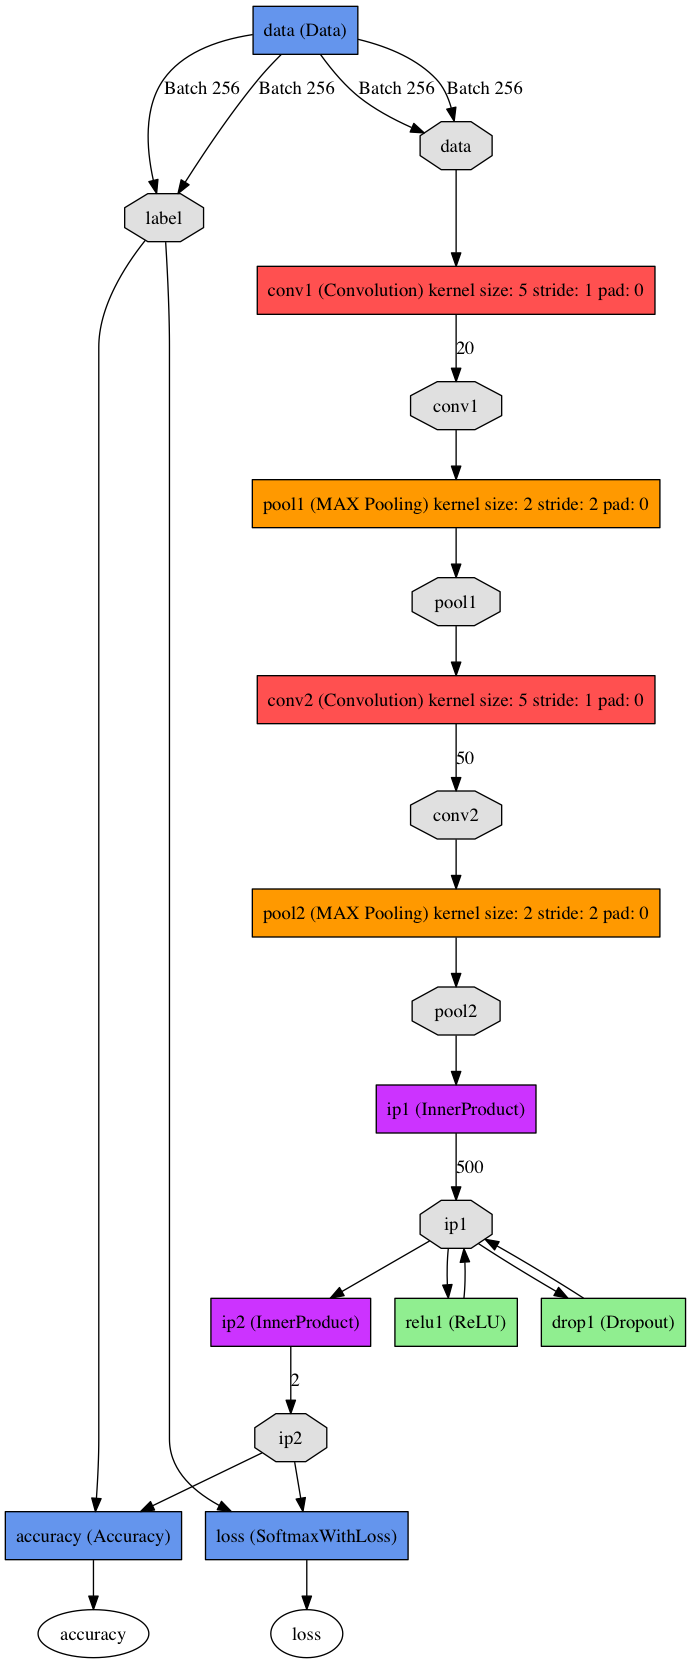 data (Data)
Batch 256
Batch 256
Batch 256
Batch 256
data
label
conv1 (Convolution) kernel size: 5 stride: 1 pad: 0
20
conv1
pool1 (MAX Pooling) kernel size: 2 stride: 2 pad: 0
pool1
conv2 (Convolution) kernel size: 5 stride: 1 pad: 0
50
conv2
pool2 (MAX Pooling) kernel size: 2 stride: 2 pad: 0
pool2
ip1 (InnerProduct)
500
ip1
ip2 (InnerProduct)
relu1 (ReLU)
drop1 (Dropout)
2
ip2
accuracy (Accuracy)
loss (SoftmaxWithLoss)
accuracy
loss